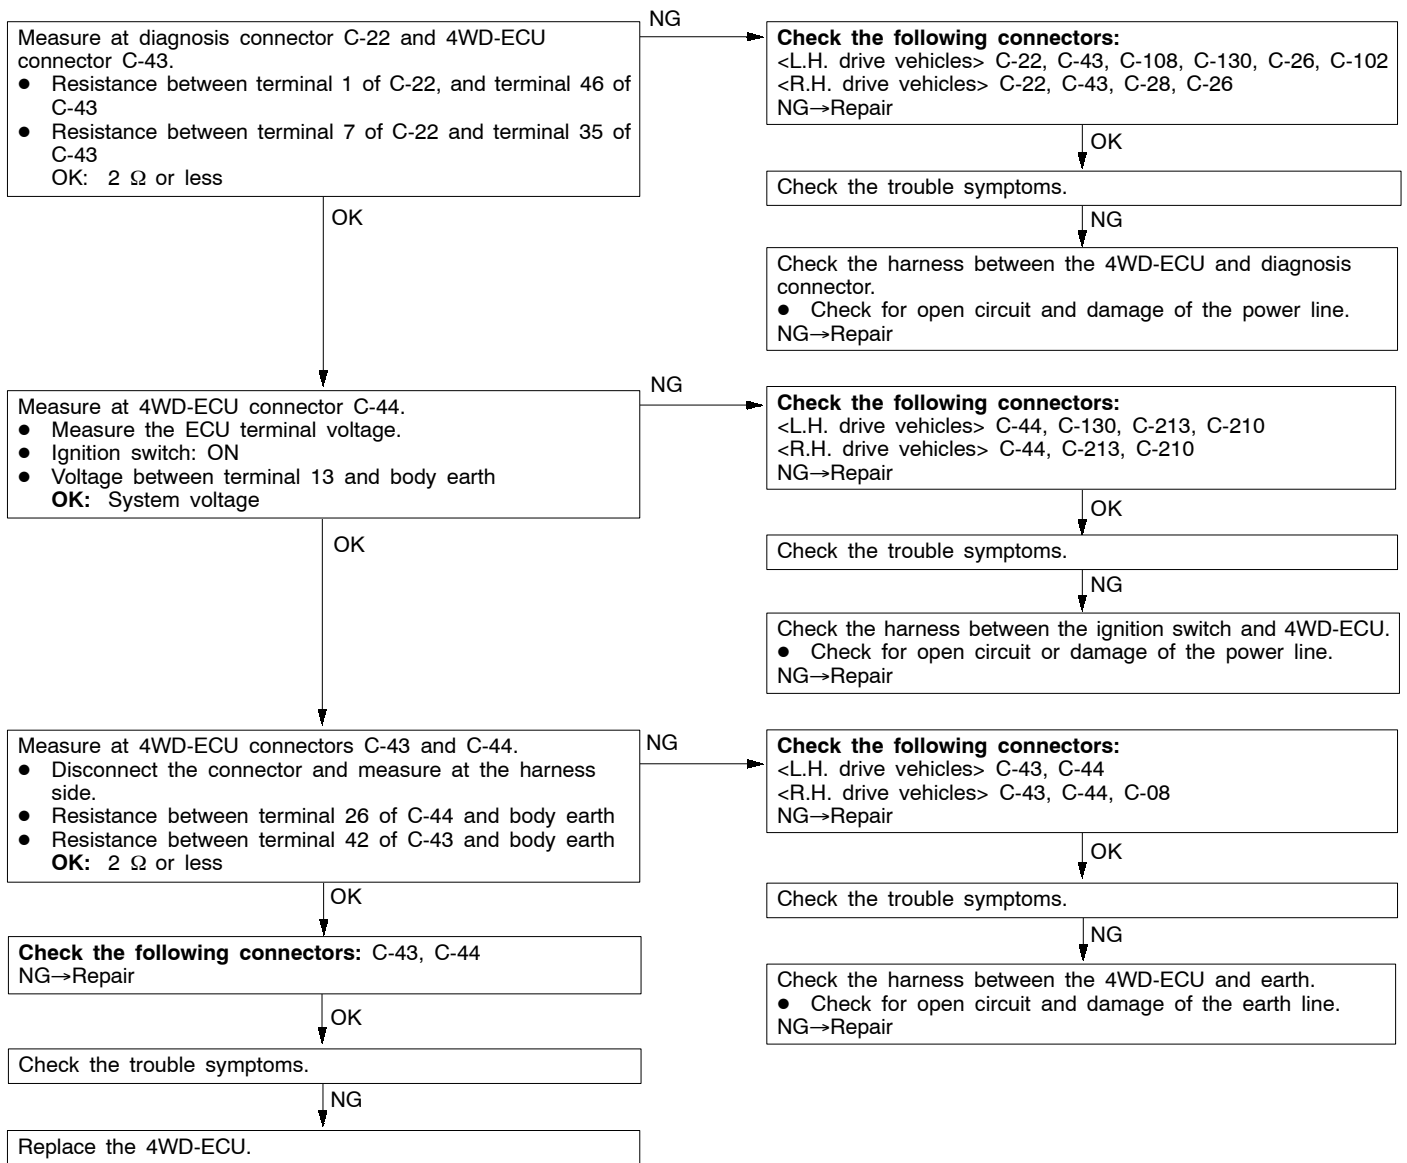 Measure at diagnosis connector C-22 and 4WD-ECU
connector C-43.
● Resistance between terminal 1 of C-22, and terminal 46 of
C-43
● Resistance between terminal 7 of C-22 and terminal 35 of
C-43
OK: 2 Ω or less
NG
Check the following connectors:
<L.H. drive vehicles> C-22, C-43, C-108, C-130, C-26, C-102
<R.H. drive vehicles> C-22, C-43, C-28, C-26
NG→Repair
OK
Check the trouble symptoms.
NG
Check the harness between the 4WD-ECU and diagnosis
connector.
● Check for open circuit and damage of the power line.
NG→Repair
OK
Measure at 4WD-ECU connector C-44.
● Measure the ECU terminal voltage.
● Ignition switch: ON
● Voltage between terminal 13 and body earth
OK: System voltage
NG
Check the following connectors:
<L.H. drive vehicles> C-44, C-130, C-213, C-210
<R.H. drive vehicles> C-44, C-213, C-210
NG→Repair
OK
Check the trouble symptoms.
NG
Check the harness between the ignition switch and 4WD-ECU.
● Check for open circuit or damage of the power line.
NG→Repair
OK
Measure at 4WD-ECU connectors C-43 and C-44.
● Disconnect the connector and measure at the harness
side.
● Resistance between terminal 26 of C-44 and body earth
● Resistance between terminal 42 of C-43 and body earth
OK: 2 Ω or less
NG
Check the following connectors:
<L.H. drive vehicles> C-43, C-44
<R.H. drive vehicles> C-43, C-44, C-08
NG→Repair
OK
Check the trouble symptoms.
NG
Check the harness between the 4WD-ECU and earth.
● Check for open circuit and damage of the earth line.
NG→Repair
OK
Check the following connectors: C-43, C-44
NG→Repair
OK
Check the trouble symptoms.
NG
Replace the 4WD-ECU.